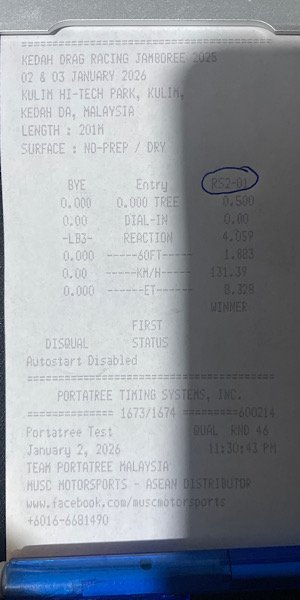 ==================================
KEDAH DRAG RACING JAMBOREE 2025
02 & 03 JANUARY 2026
KULIM HI-TECH PARK, KULIM,
KEDAH DA, MALAYSIA
LENGTH : 201M
SURFACE : NO-PREP / DRY
BYE Entry RS2-01
0.000 0.000 TREE 0.500
0.00 DIAL-IN 0.00
-LB3- REACTION 4.059
0.000 -----60FT----- 1.883
0.00 -----KM/H----- 131.39
0.000 ------ET------ 8.328
WINNER
FIRST
DISQUAL STATUS
Autostart Disabled
==================================
PORTATREE TIMING SYSTEMS, INC.
============ 1673/1674 =========600214
Portatree Test QUAL RND 46
January 2, 2026 11:30:43 PM
TEAM PORTATREE MALAYSIA
MUSC MOTORSPORTS - ASEAN DISTRIBUTOR
www.facebook.com/muscmotorsports
+6016-6681490